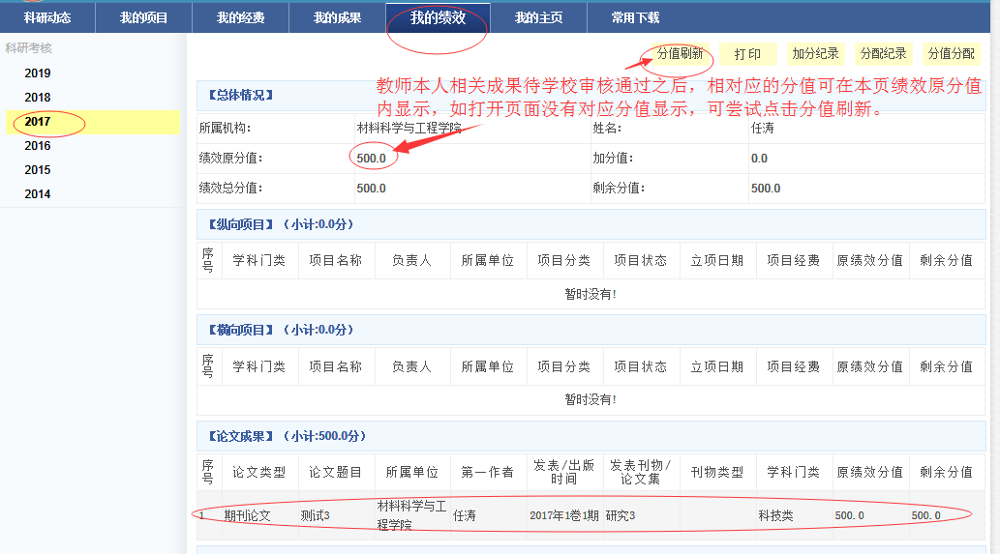 科研动态 我的项目 我的经费 我的成果 我的绩效 我的主页 常用下载
科研考核
2019
2018
2017
2016
2015
2014
分值刷新 打 印 加分纪录 分配纪录 分值分配
教师本人相关成果待学校审核通过之后，相对应的分值可在本页绩效原分值
内显示，如打开页面没有对应分值显示，可尝试点击分值刷新。
【总体情况】
所属机构: 材料科学与工程学院 姓名: 任涛
绩效原分值: 500.0 加分值: 0.0
绩效总分值: 500.0 剩余分值: 500.0
【纵向项目】（小计:0.0分）
序号 学科门类 项目名称 负责人 所属单位 项目分类 项目状态 立项日期 项目经费 原绩效分值 剩余分值
暂时没有!
【横向项目】（小计:0.0分）
序号 学科门类 项目名称 负责人 所属单位 项目分类 项目状态 立项日期 项目经费 原绩效分值 剩余分值
暂时没有!
【论文成果】（小计:500.0分）
序号 论文类型 论文题目 所属单位 第一作者 发表/出版时间 发表刊物/论文集 刊物类型 学科门类 原绩效分值 剩余分值
1 期刊论文 测试3 材料科学与工程学院 任涛 2017年1卷1期 研究3 科技类 500.0 500.0